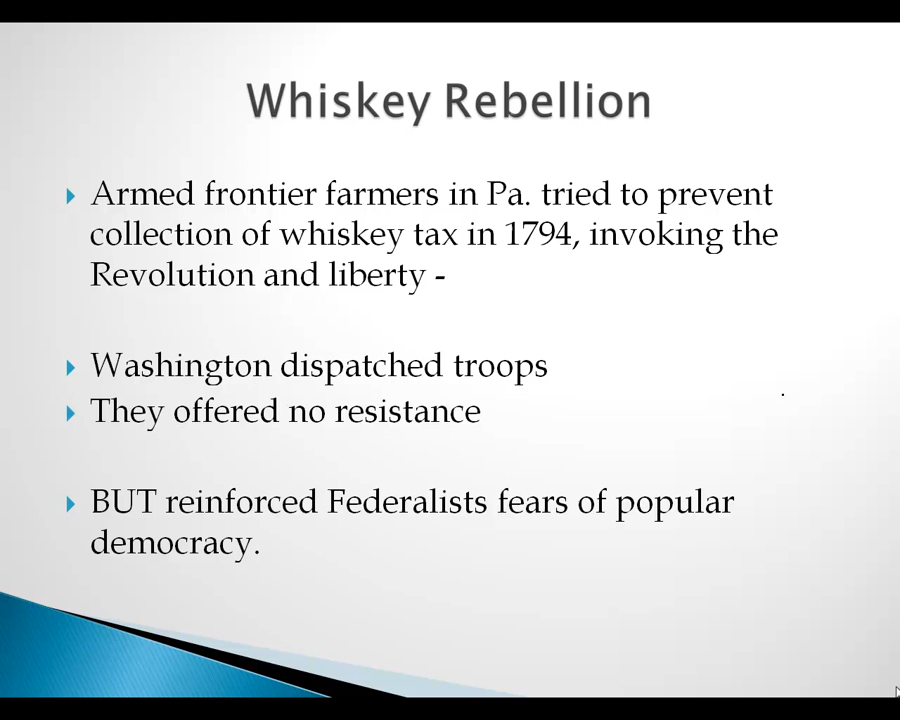 Whiskey Rebellion
Armed frontier farmers in Pa. tried to prevent
collection of whiskey tax in 1794, invoking the
Revolution and liberty -
Washington dispatched troops
They offered no resistance
BUT reinforced Federalists fears of popular
democracy.